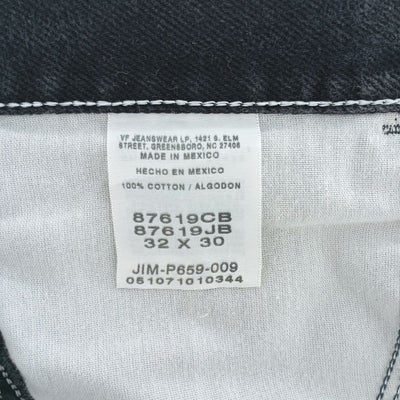 VF JEANSWEAR LP, 1421 S. ELM
STREET, GREENSBORO, NC 27406
MADE IN MEXICO
HECHO EN MEXICO
100% COTTON / ALGODON
87619CB
87619JB
32 X 30
JIM-P659-009
051071010344